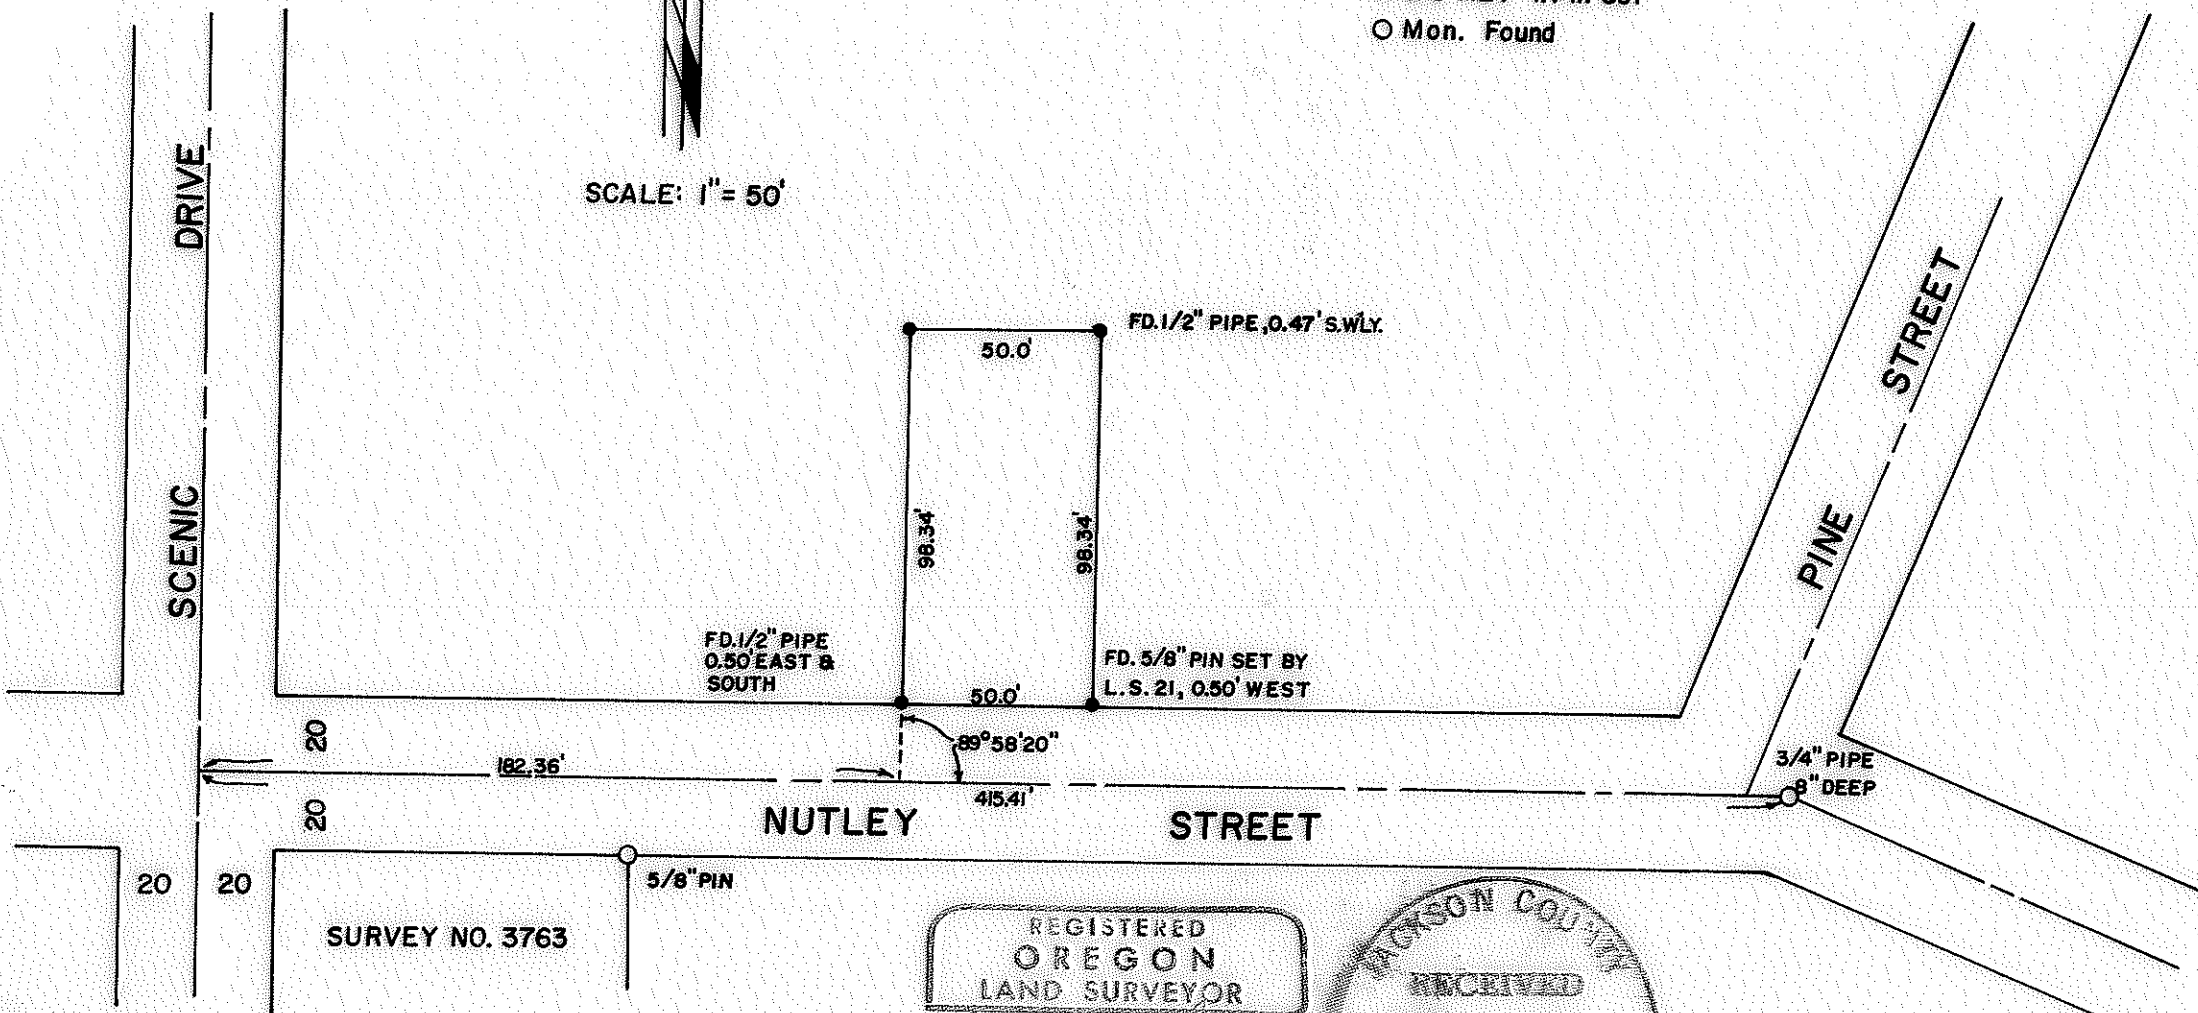 Mon. Found
SCALE: 1"= 50'
SCENIC DRIVE
PINE STREET
FD. 1/2" PIPE, 0.47' S.WLY.
50.0'
98.34'
98.34'
FD. 1/2" PIPE
0.50' EAST &
SOUTH
FD. 5/8" PIN SET BY
L.S. 21, 0.50' WEST
50.0'
89°58'20"
20
182.36'
415.41'
3/4" PIPE
8" DEEP
20
NUTLEY STREET
20 20
5/8" PIN
SURVEY NO. 3763
REGISTERED
OREGON
LAND SURVEYOR
JACKSON COUNTY
RECEIVED